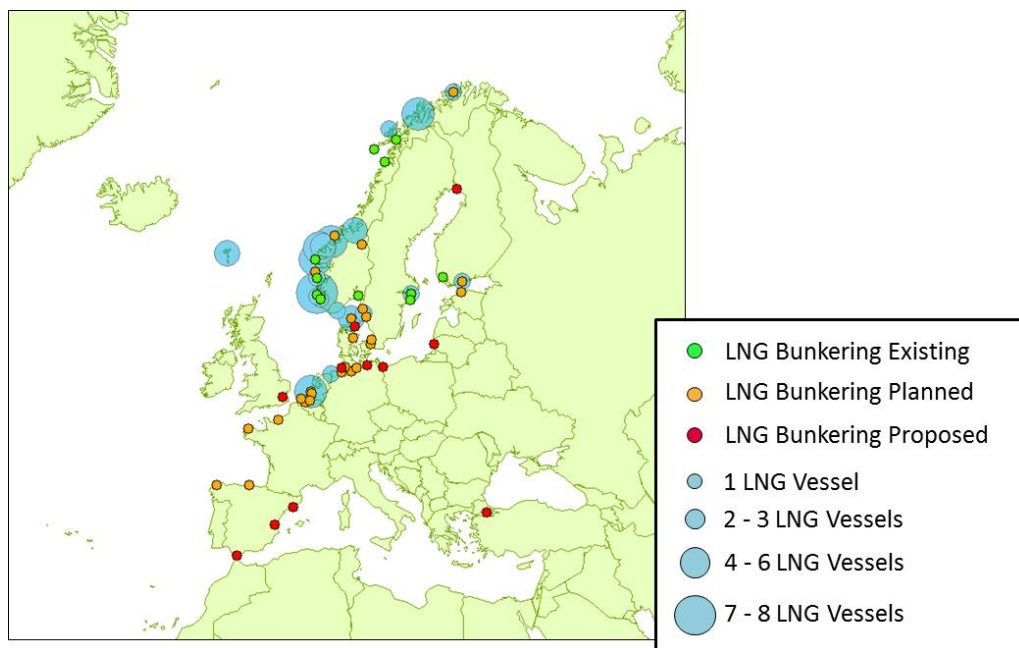 LNG Bunkering Existing
LNG Bunkering Planned
LNG Bunkering Proposed
1 LNG Vessel
2 - 3 LNG Vessels
4 - 6 LNG Vessels
7 - 8 LNG Vessels